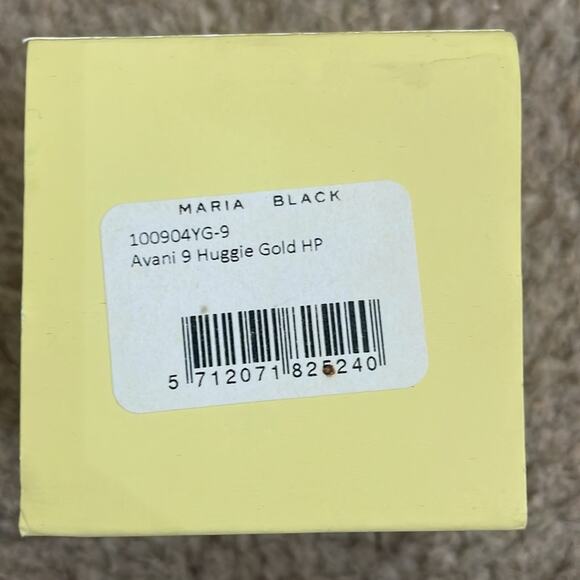 MARIA BLACK
100904YG-9
Avani 9 Huggie Gold HP
5 712071 825240